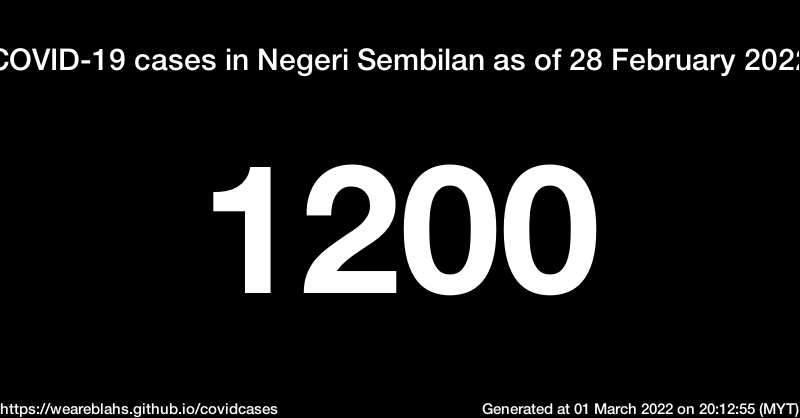 COVID-19 cases in Negeri Sembilan as of 28 February 2022
1200
https://weareblahs.github.io/covidcases
Generated at 01 March 2022 on 20:12:55 (MYT)